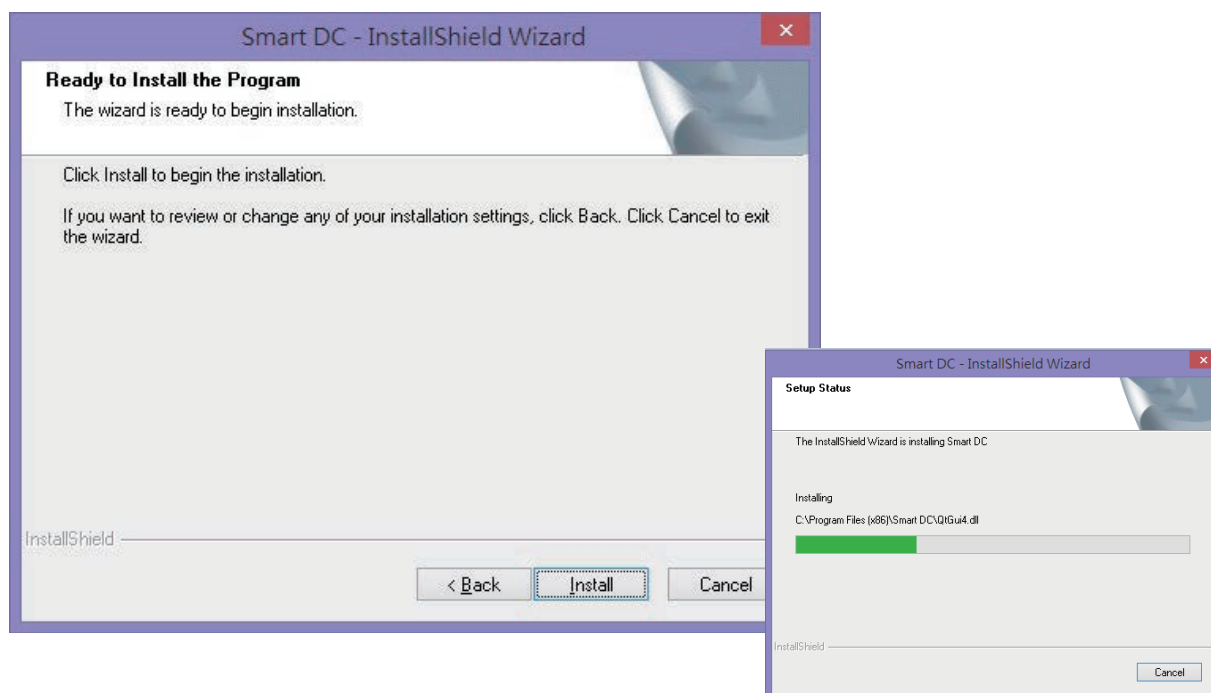 Smart DC - InstallShield Wizard
Ready to Install the Program
The wizard is ready to begin installation.
Click Install to begin the installation.
If you want to review or change any of your installation settings, click Back. Click Cancel to exit
the wizard.
InstallShield
< Back Install Cancel
Smart DC - InstallShield Wizard
Setup Status
The InstallShield Wizard is installing Smart DC
Installing
C:\Program Files (x86)\Smart DC\QtGui4.dll
InstallShield
Cancel